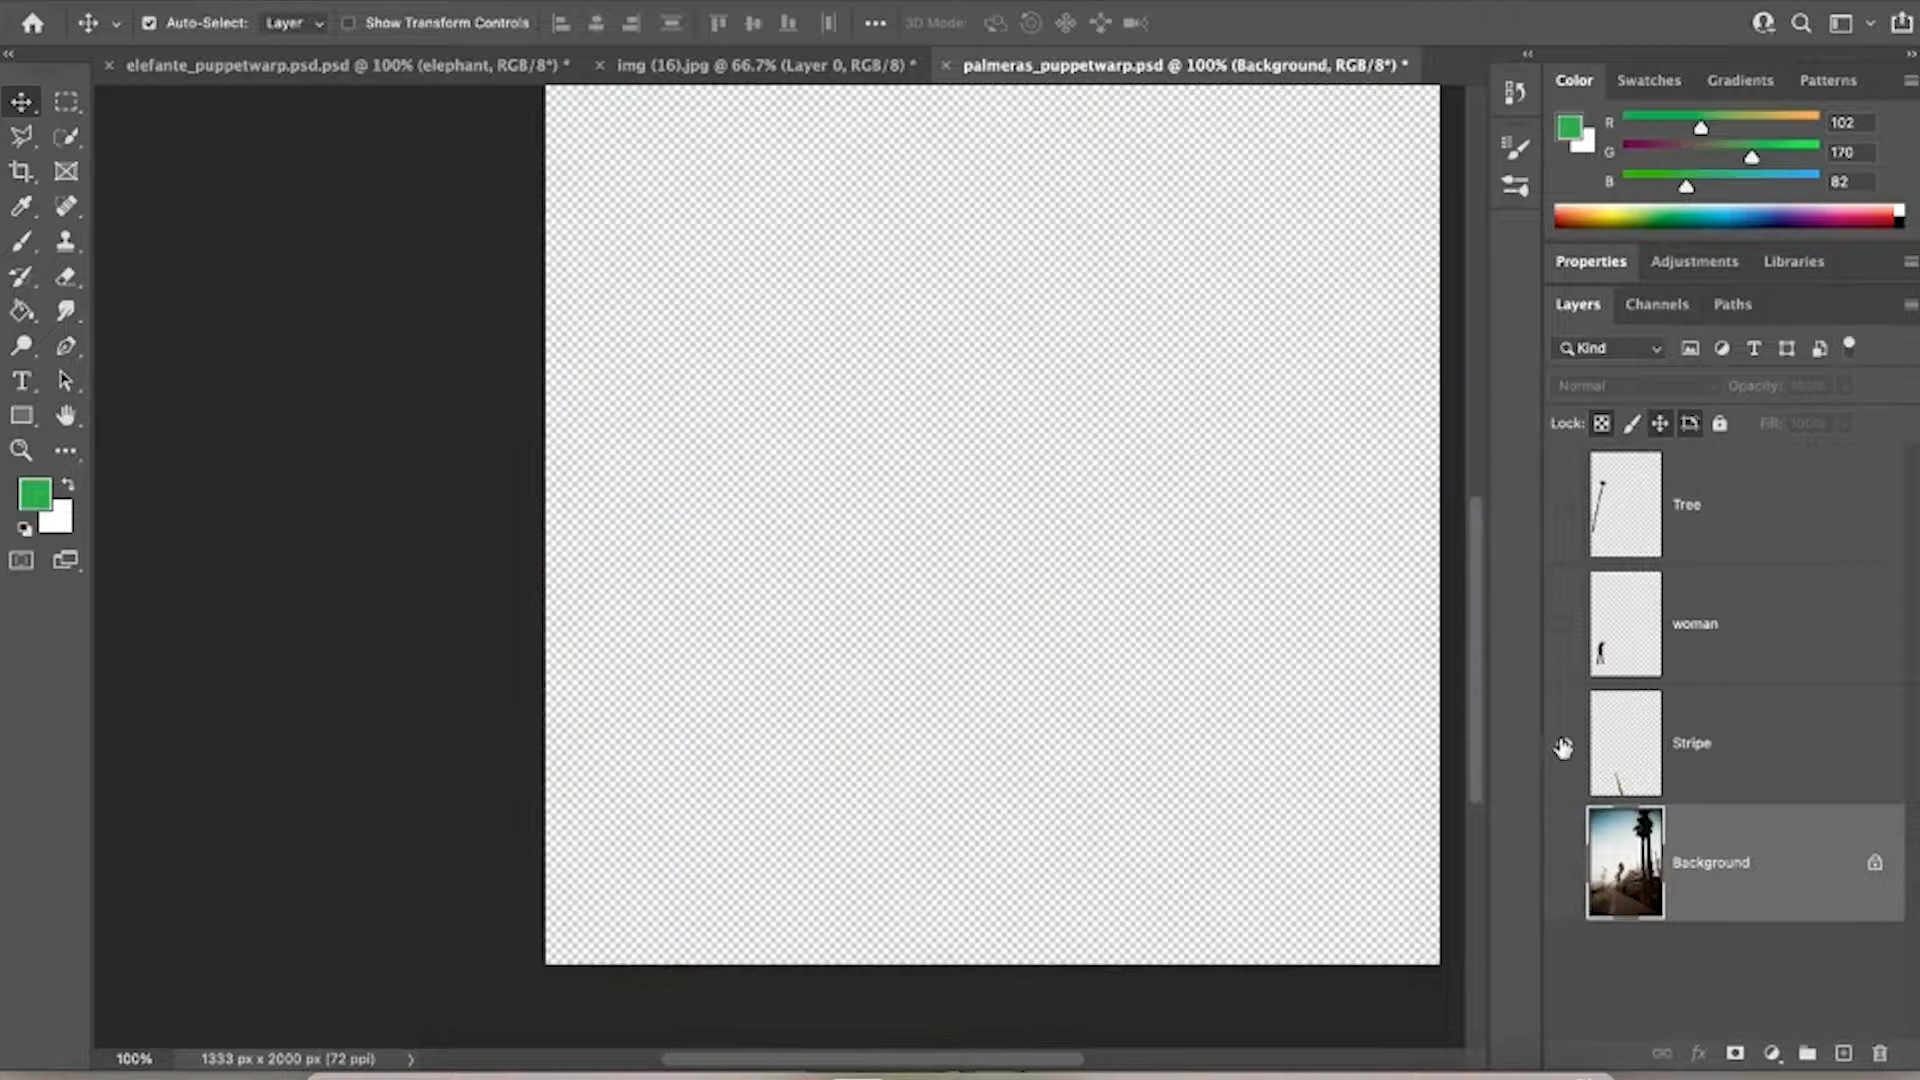 Auto-Select: Layer Show Transform Controls 3D Mode:
elefante_puppetwarp.psd.psd @ 100% (elephant, RGB/8*) *
img (16).jpg @ 66.7% (Layer 0, RGB/8) *
palmeras_puppetwarp.psd @ 100% (Background, RGB/8*) *
Color Swatches Gradients Patterns
R 102
G 170
B 82
Properties Adjustments Libraries
Layers Channels Paths
Kind
Normal Opacity: 100%
Lock: Fill: 100%
Tree
woman
Stripe
Background
100% 1333 px x 2000 px (72 ppi)